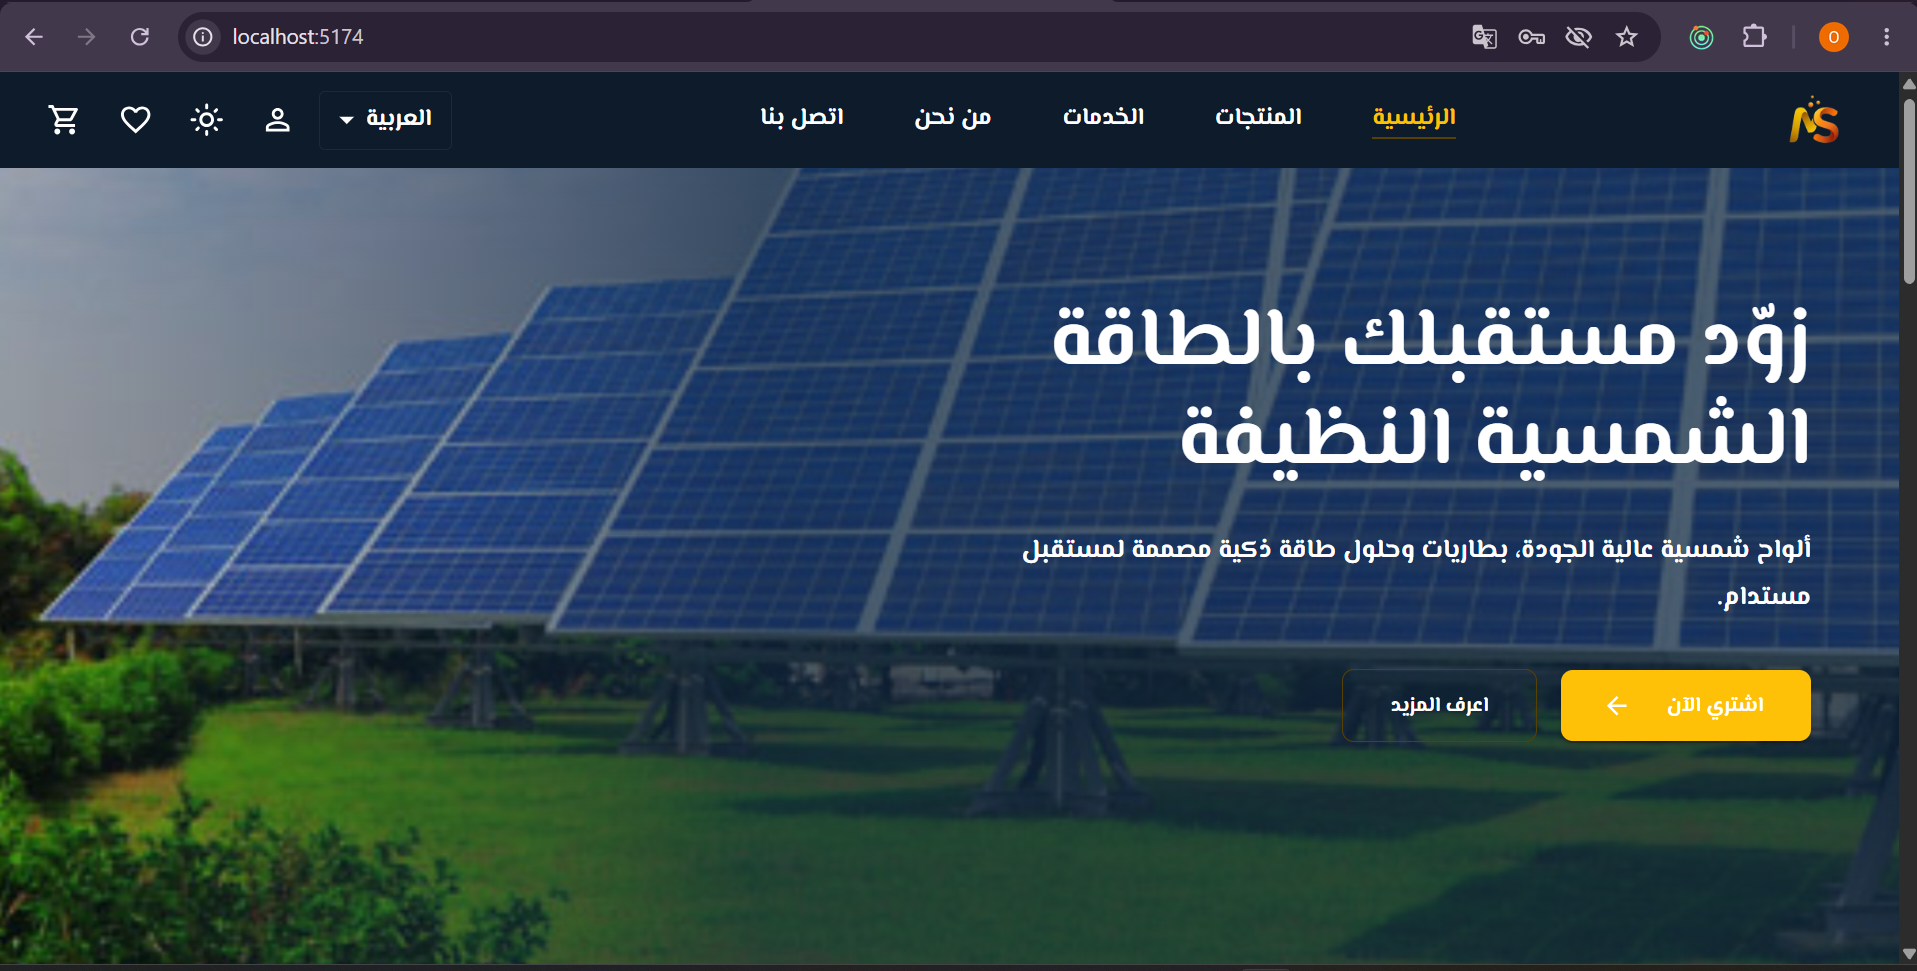 localhost:5174
NS
الرئيسية
المنتجات
الخدمات
من نحن
اتصل بنا
العربية
زوّد مستقبلك بالطاقة
الشمسية النظيفة
ألواح شمسية عالية الجودة، بطاريات وحلول طاقة ذكية مصممة لمستقبل
مستدام.
اشتري الآن
اعرف المزيد
O